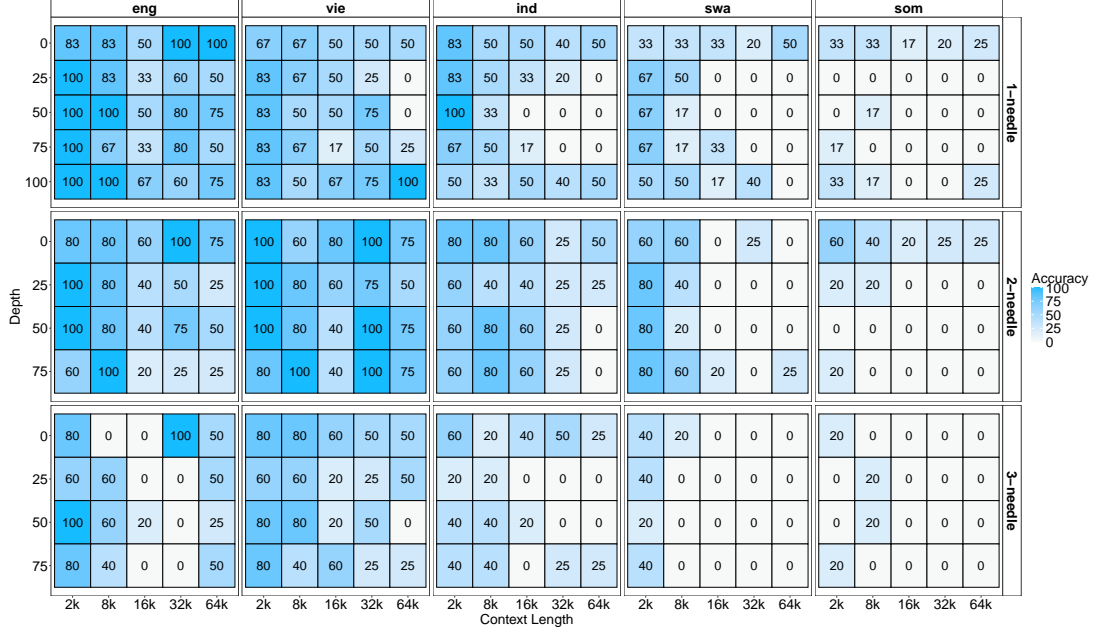 eng vie ind swa som
0 83 83 50 100 100 67 67 50 50 50 83 50 50 40 50 33 33 33 20 50 33 33 17 20 25
25 100 83 33 60 50 83 67 50 25 0 83 50 33 20 0 67 50 0 0 0 0 0 0 0 0
50 100 100 50 80 75 83 50 50 75 0 100 33 0 0 0 67 17 0 0 0 0 17 0 0 0
75 100 67 33 80 50 83 67 17 50 25 67 50 17 0 0 67 17 33 0 0 17 0 0 0 0
100 100 100 67 60 75 83 50 67 75 100 50 33 50 40 50 50 50 17 40 0 33 17 0 0 25
1−needle
0 80 80 60 100 75 100 60 80 100 75 80 80 60 25 50 60 60 0 25 0 60 40 20 25 25
25 100 80 40 50 25 100 80 60 75 50 60 40 40 25 25 80 40 0 0 0 20 20 0 0 0
50 100 80 40 75 50 100 80 40 100 75 60 80 60 25 0 80 20 0 0 0 0 0 0 0 0
75 60 100 20 25 25 80 100 40 100 75 60 80 60 25 0 80 60 20 0 25 20 0 0 0 0
2−needle
0 80 0 0 100 50 80 80 60 50 50 60 20 40 50 25 40 20 0 0 0 20 0 0 0 0
25 60 60 0 0 50 60 60 20 25 50 20 20 0 0 0 40 0 0 0 0 0 20 0 0 0
50 100 60 20 0 25 80 80 20 50 0 40 40 20 0 0 20 0 0 0 0 0 20 0 0 0
75 80 40 0 0 50 80 40 60 25 25 40 40 0 25 25 40 0 0 0 0 20 0 0 0 0
3−needle
2k 8k 16k 32k 64k 2k 8k 16k 32k 64k 2k 8k 16k 32k 64k 2k 8k 16k 32k 64k 2k 8k 16k 32k 64k
Context Length
Depth
Accuracy
100
75
50
25
0